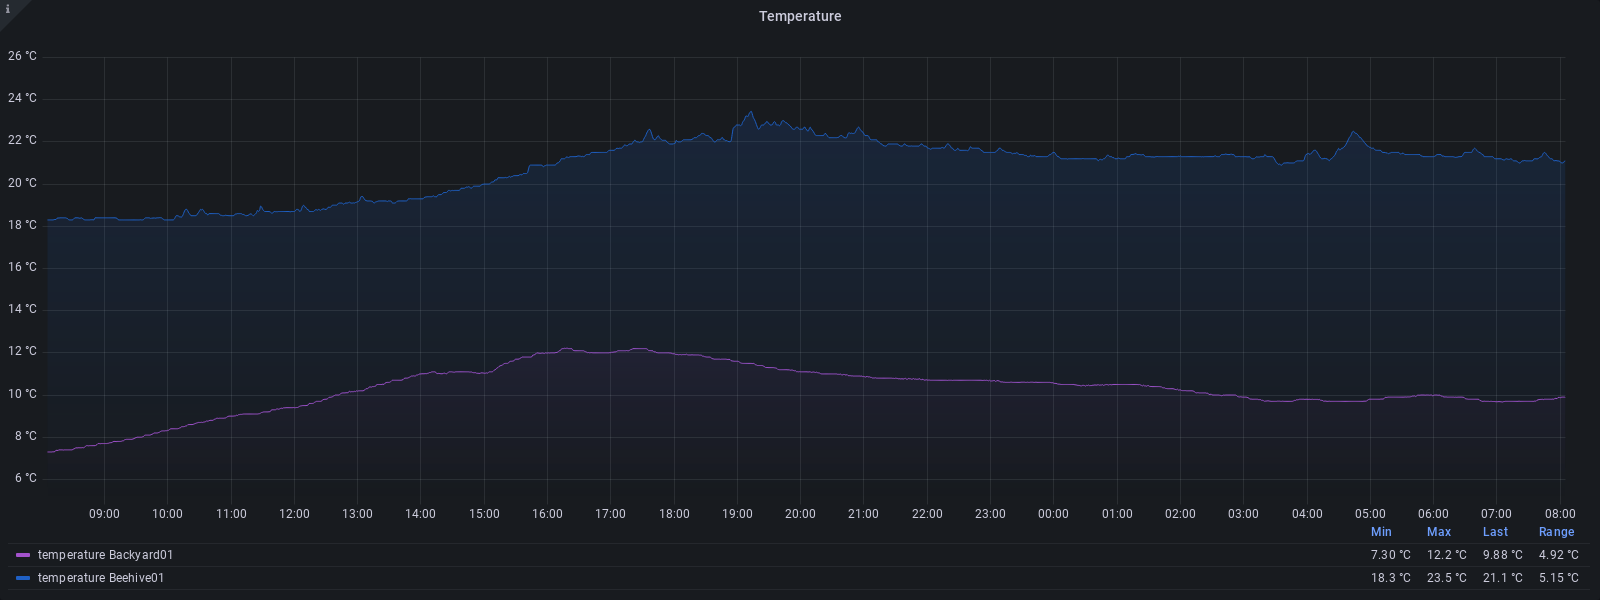 i
Temperature
26 °C
24 °C
22 °C
20 °C
18 °C
16 °C
14 °C
12 °C
10 °C
8 °C
6 °C
09:00 10:00 11:00 12:00 13:00 14:00 15:00 16:00 17:00 18:00 19:00 20:00 21:00 22:00 23:00 00:00 01:00 02:00 03:00 04:00 05:00 06:00 07:00 08:00
Min Max Last Range
temperature Backyard01 7.30 °C 12.2 °C 9.88 °C 4.92 °C
temperature Beehive01 18.3 °C 23.5 °C 21.1 °C 5.15 °C